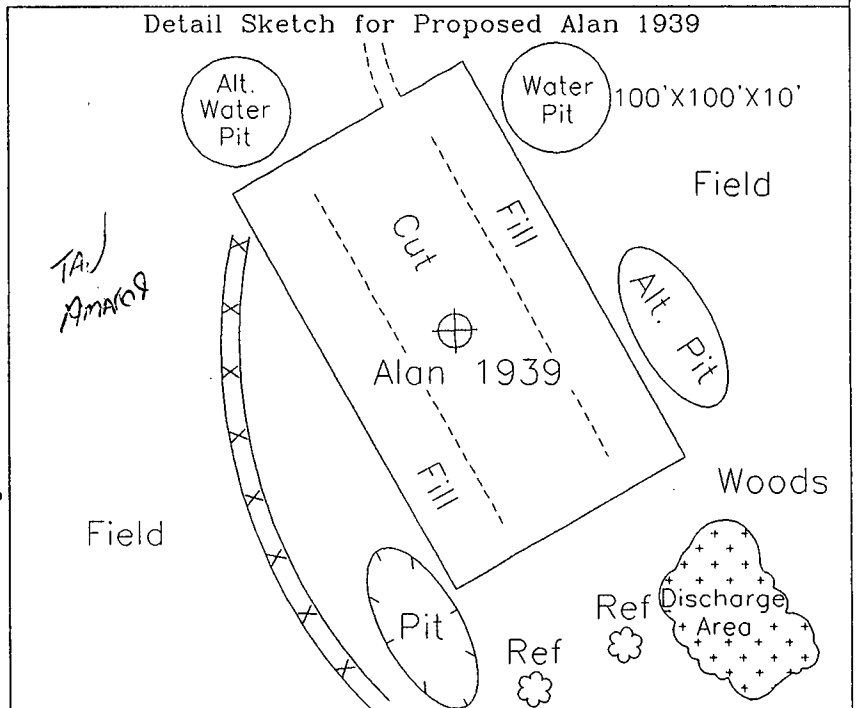 Detail Sketch for Proposed Alan 1939
Alt.
Water
Pit
Water
Pit
100'X100'X10'
Field
Fill
Cut
Alt. Pit
Alan 1939
Fill
Woods
Field
Pit
Ref
Ref
Discharge
Area